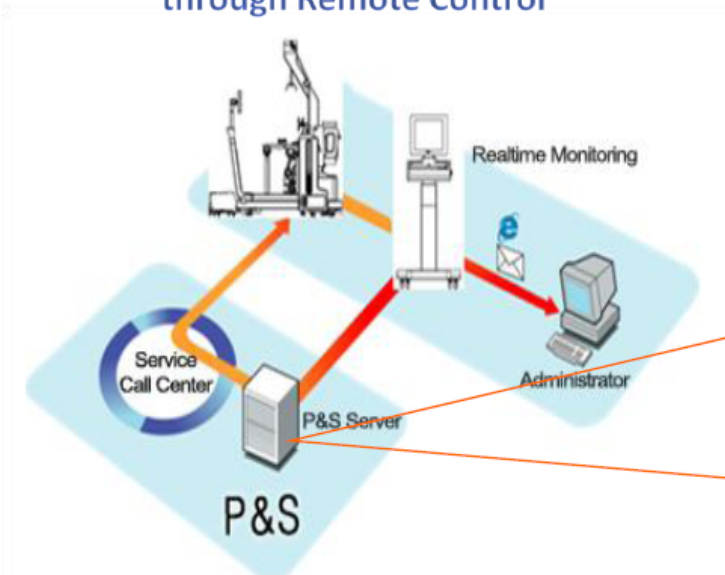 through Remote Control
Realtime Monitoring
Service
Call Center
Administrator
P&S Server
P&S